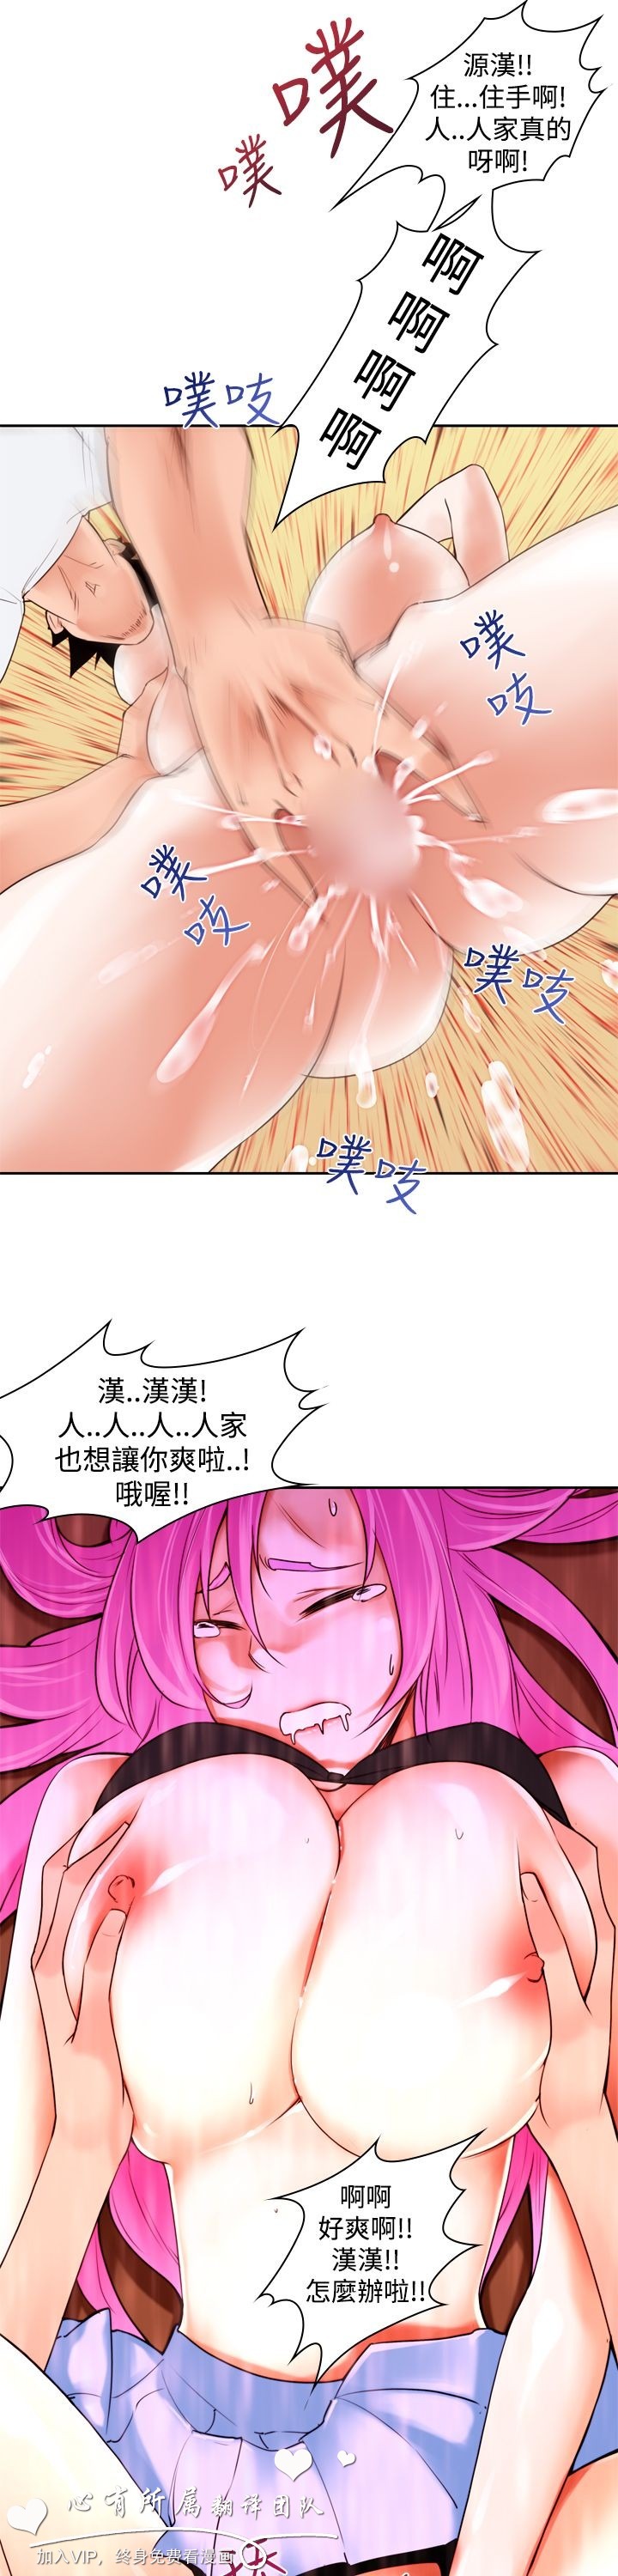 源漢!!
住...住手啊!
人..人家真的
呀啊!
噗
噗
啊
啊
啊
啊
噗吱
噗
吱
噗
吱
噗吱
噗吱
漢..漢漢!
人..人..人..人家
也想讓你爽啦..!
哦喔!!
啊啊
好爽啊!!
漢漢!!
怎麼辦啦!!
心有所属翻译团队
加入VIP，终身免费看漫画